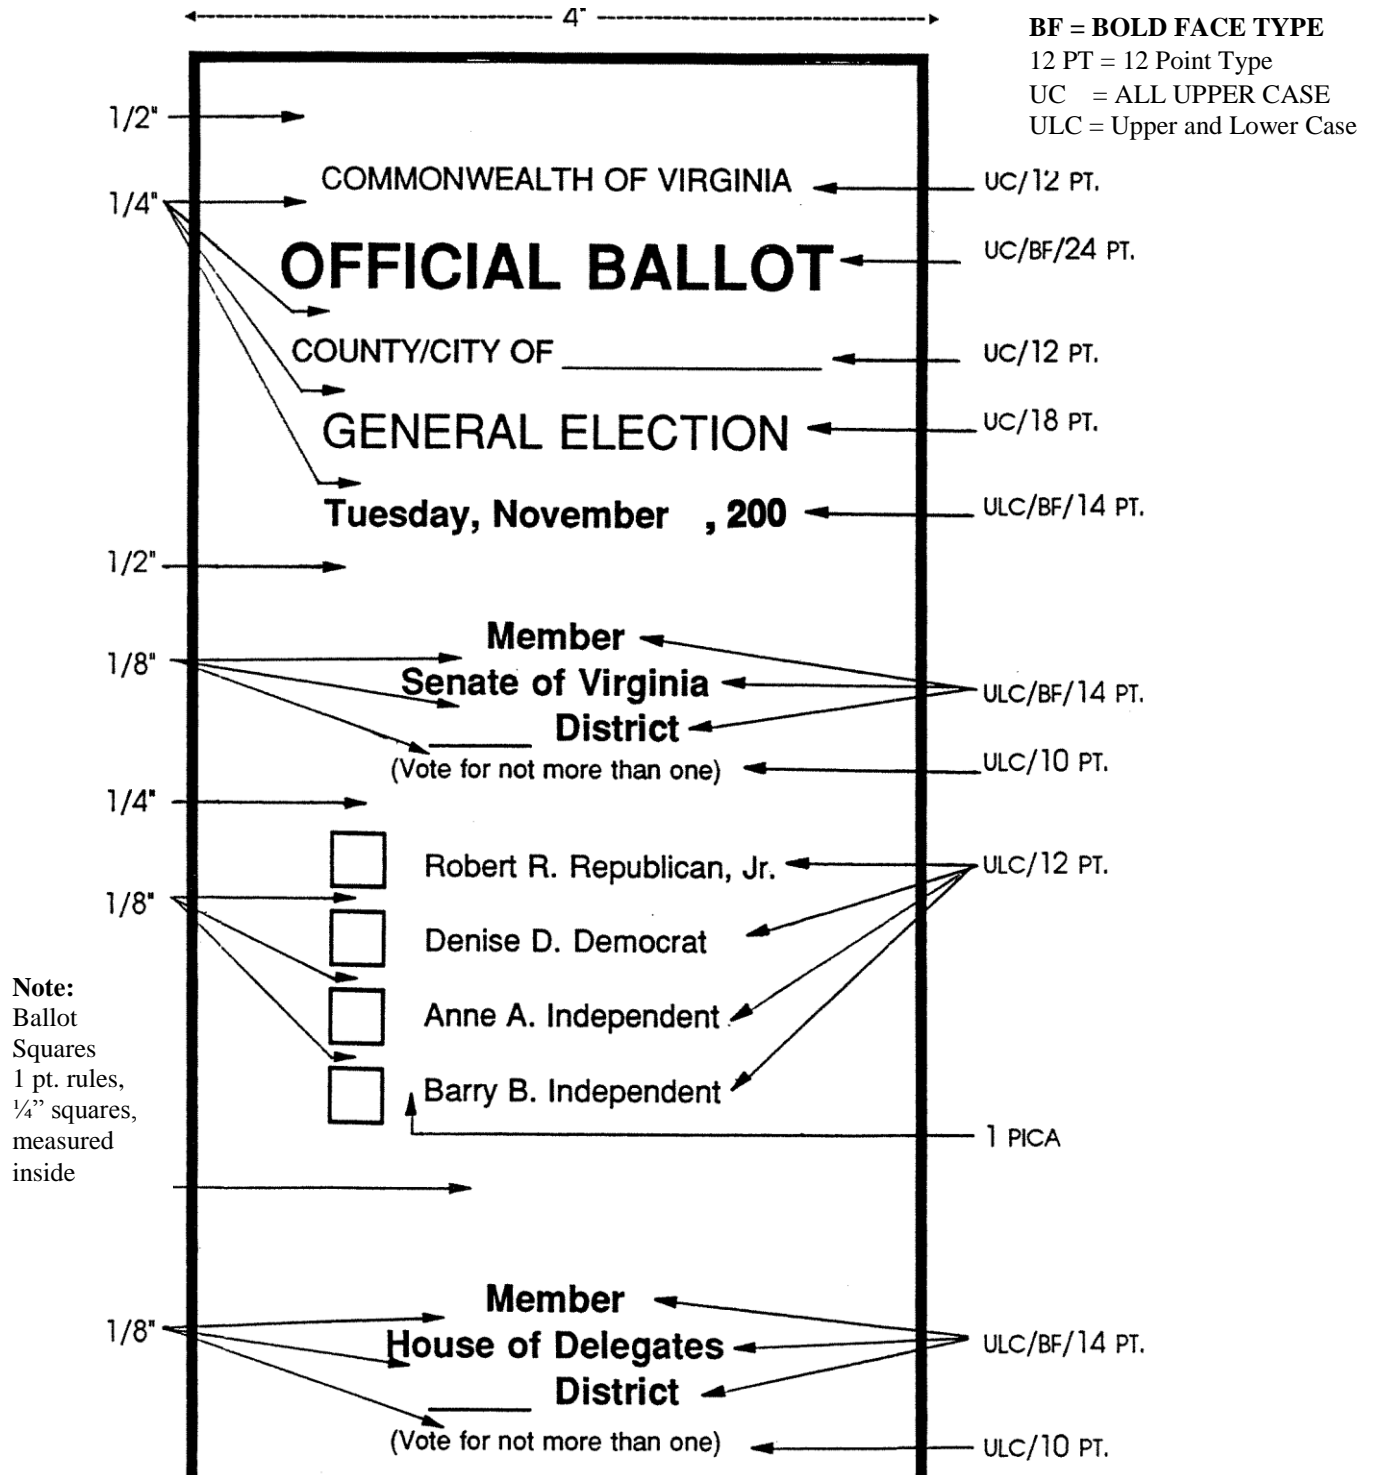 4"
BF = BOLD FACE TYPE
12 PT = 12 Point Type
UC = ALL UPPER CASE
ULC = Upper and Lower Case
1/2"
COMMONWEALTH OF VIRGINIA UC/12 PT.
1/4"
OFFICIAL BALLOT UC/BF/24 PT.
COUNTY/CITY OF ____________ UC/12 PT.
GENERAL ELECTION UC/18 PT.
Tuesday, November , 200 ULC/BF/14 PT.
1/2"
Member
1/8"
Senate of Virginia ULC/BF/14 PT.
_____ District
(Vote for not more than one) ULC/10 PT.
1/4"
Robert R. Republican, Jr. ULC/12 PT.
1/8"
Denise D. Democrat
Anne A. Independent
Barry B. Independent
1 PICA
Note:
Ballot
Squares
1 pt. rules,
¼” squares,
measured
inside
Member
1/8"
House of Delegates ULC/BF/14 PT.
_____ District
(Vote for not more than one) ULC/10 PT.